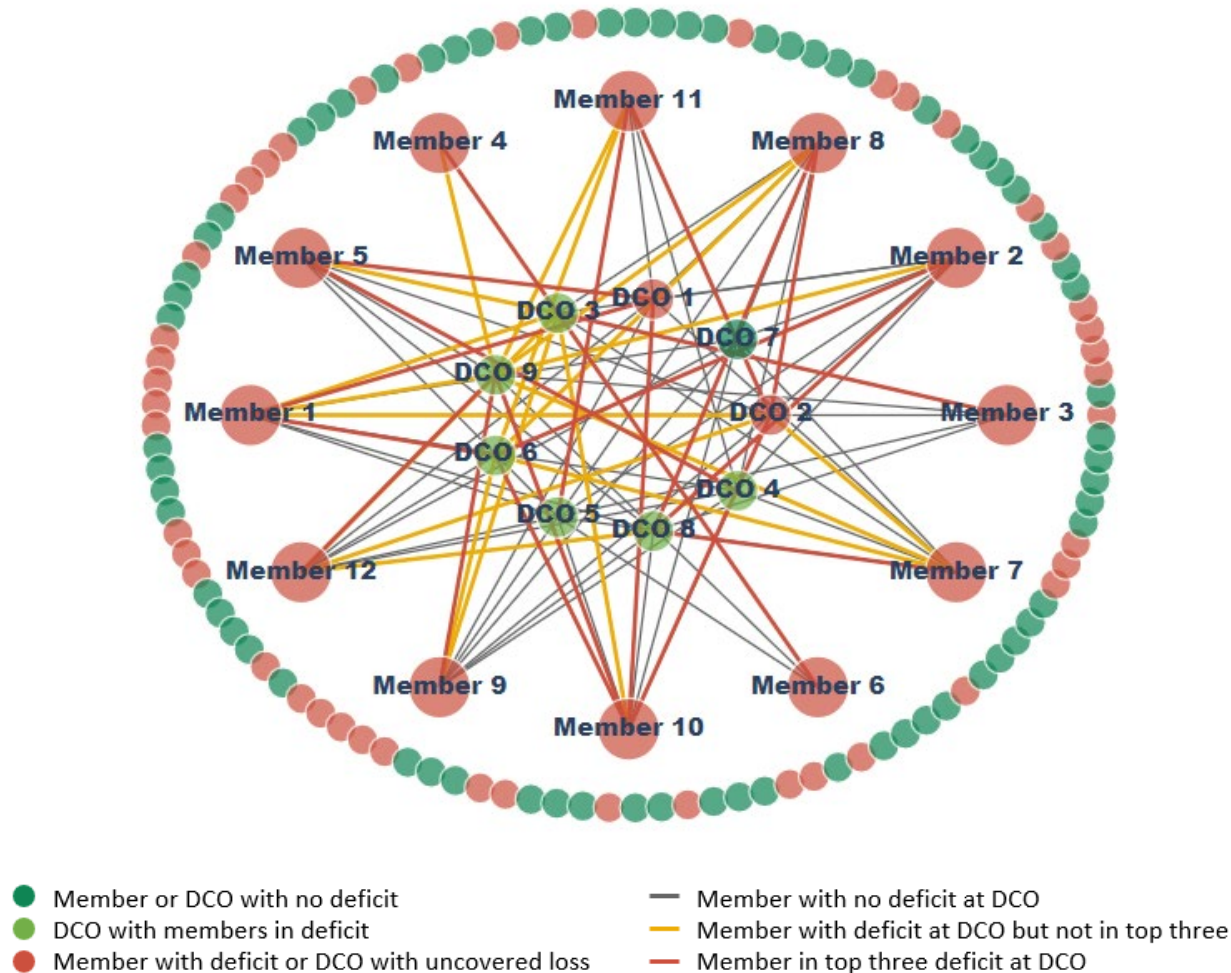 Member 11
Member 4
Member 8
Member 5
Member 2
DCO 3
DCO 1
DCO 7
DCO 9
Member 1
DCO 2
Member 3
DCO 6
DCO 4
DCO 5
DCO 8
Member 12
Member 7
Member 9
Member 6
Member 10
Member or DCO with no deficit
DCO with members in deficit
Member with deficit or DCO with uncovered loss
Member with no deficit at DCO
Member with deficit at DCO but not in top three
Member in top three deficit at DCO